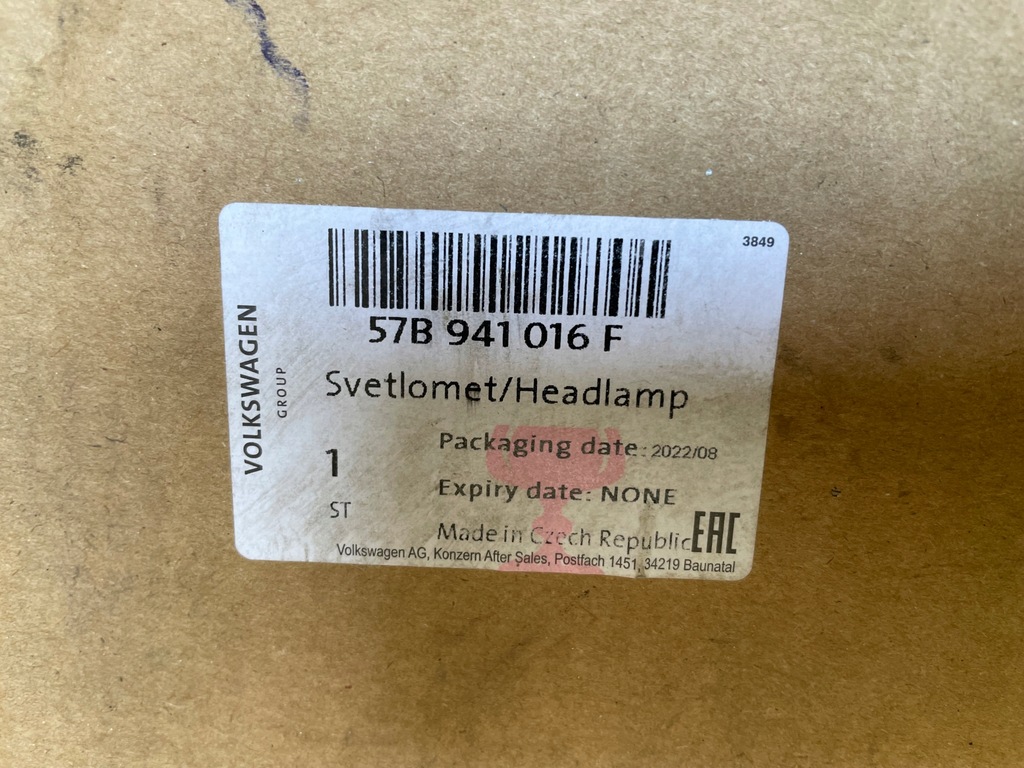 3849
57B 941 016 F
VOLKSWAGEN
GROUP
Svetlomet/Headlamp
Packaging date: 2022/08
1
Expiry date: NONE
ST
Made in Czech Republic EAC
Volkswagen AG, Konzern After Sales, Postfach 1451, 34219 Baunatal